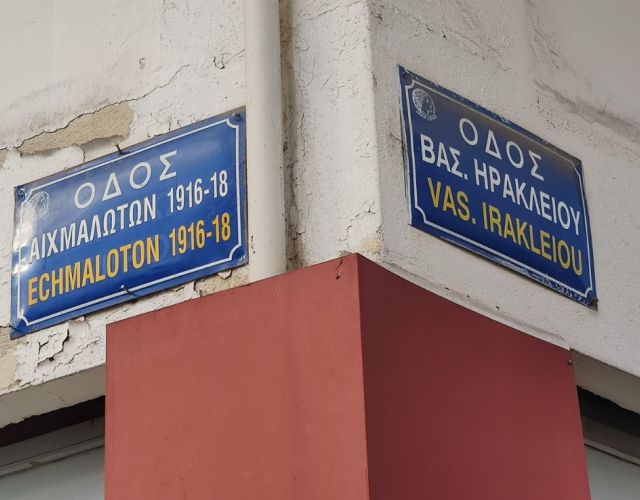 ΟΔΟΣ
ΑΙΧΜΑΛΩΤΩΝ 1916-18
ECHMALOTON 1916-18
ΟΔΟΣ
ΒΑΣ. ΗΡΑΚΛΕΙΟΥ
VAS. IRAKLEIOU